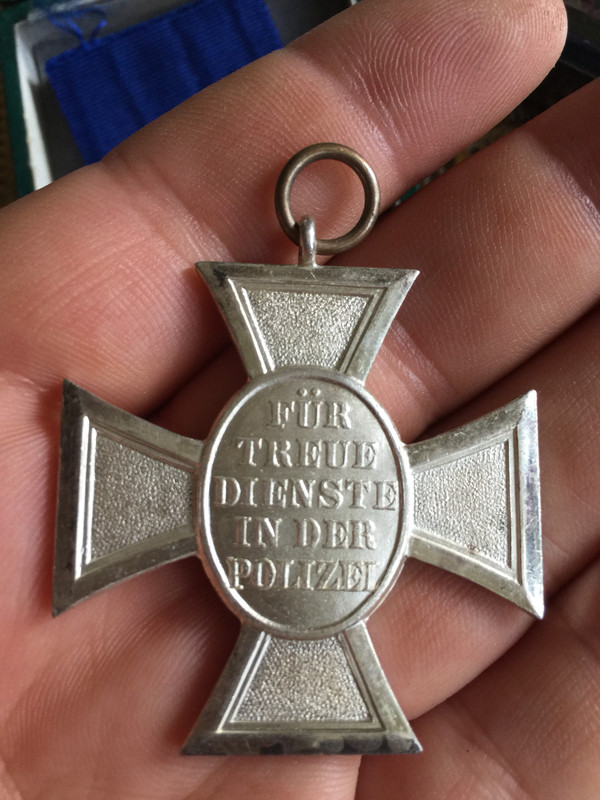 FÜR
TREUE
DIENSTE
IN DER
POLIZEI